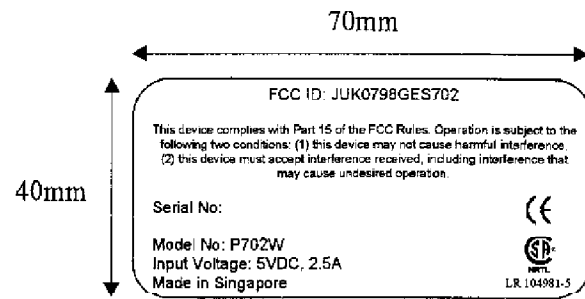 70mm
FCC ID: JUK0798GES702
This device complies with Part 15 of the FCC Rules. Operation is subject to the
following two conditions: (1) this device may not cause harmful interference,
(2) this device must accept interference received, including interference that
may cause undesired operation.
40mm
Serial No:
CE
Model No: P702W
Input Voltage: 5VDC, 2.5A
SA
NRTL
Made in Singapore
LR 104981-5